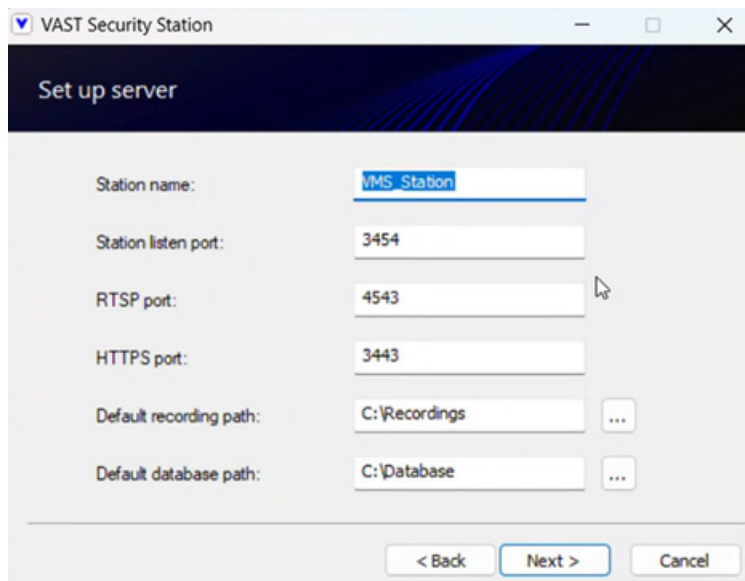 VAST Security Station
Set up server
Station name: VMS_Station
Station listen port: 3454
RTSP port: 4543
HTTPS port: 3443
Default recording path: C:\Recordings ...
Default database path: C:\Database ...
< Back Next > Cancel